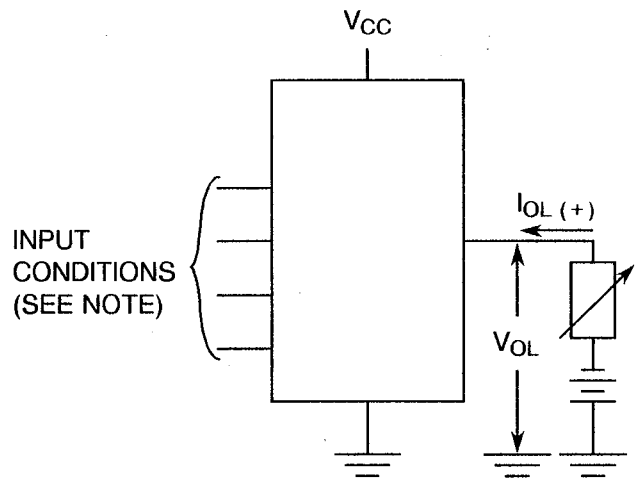 VCC
IOL (+)
INPUT
CONDITIONS
(SEE NOTE)
VOL